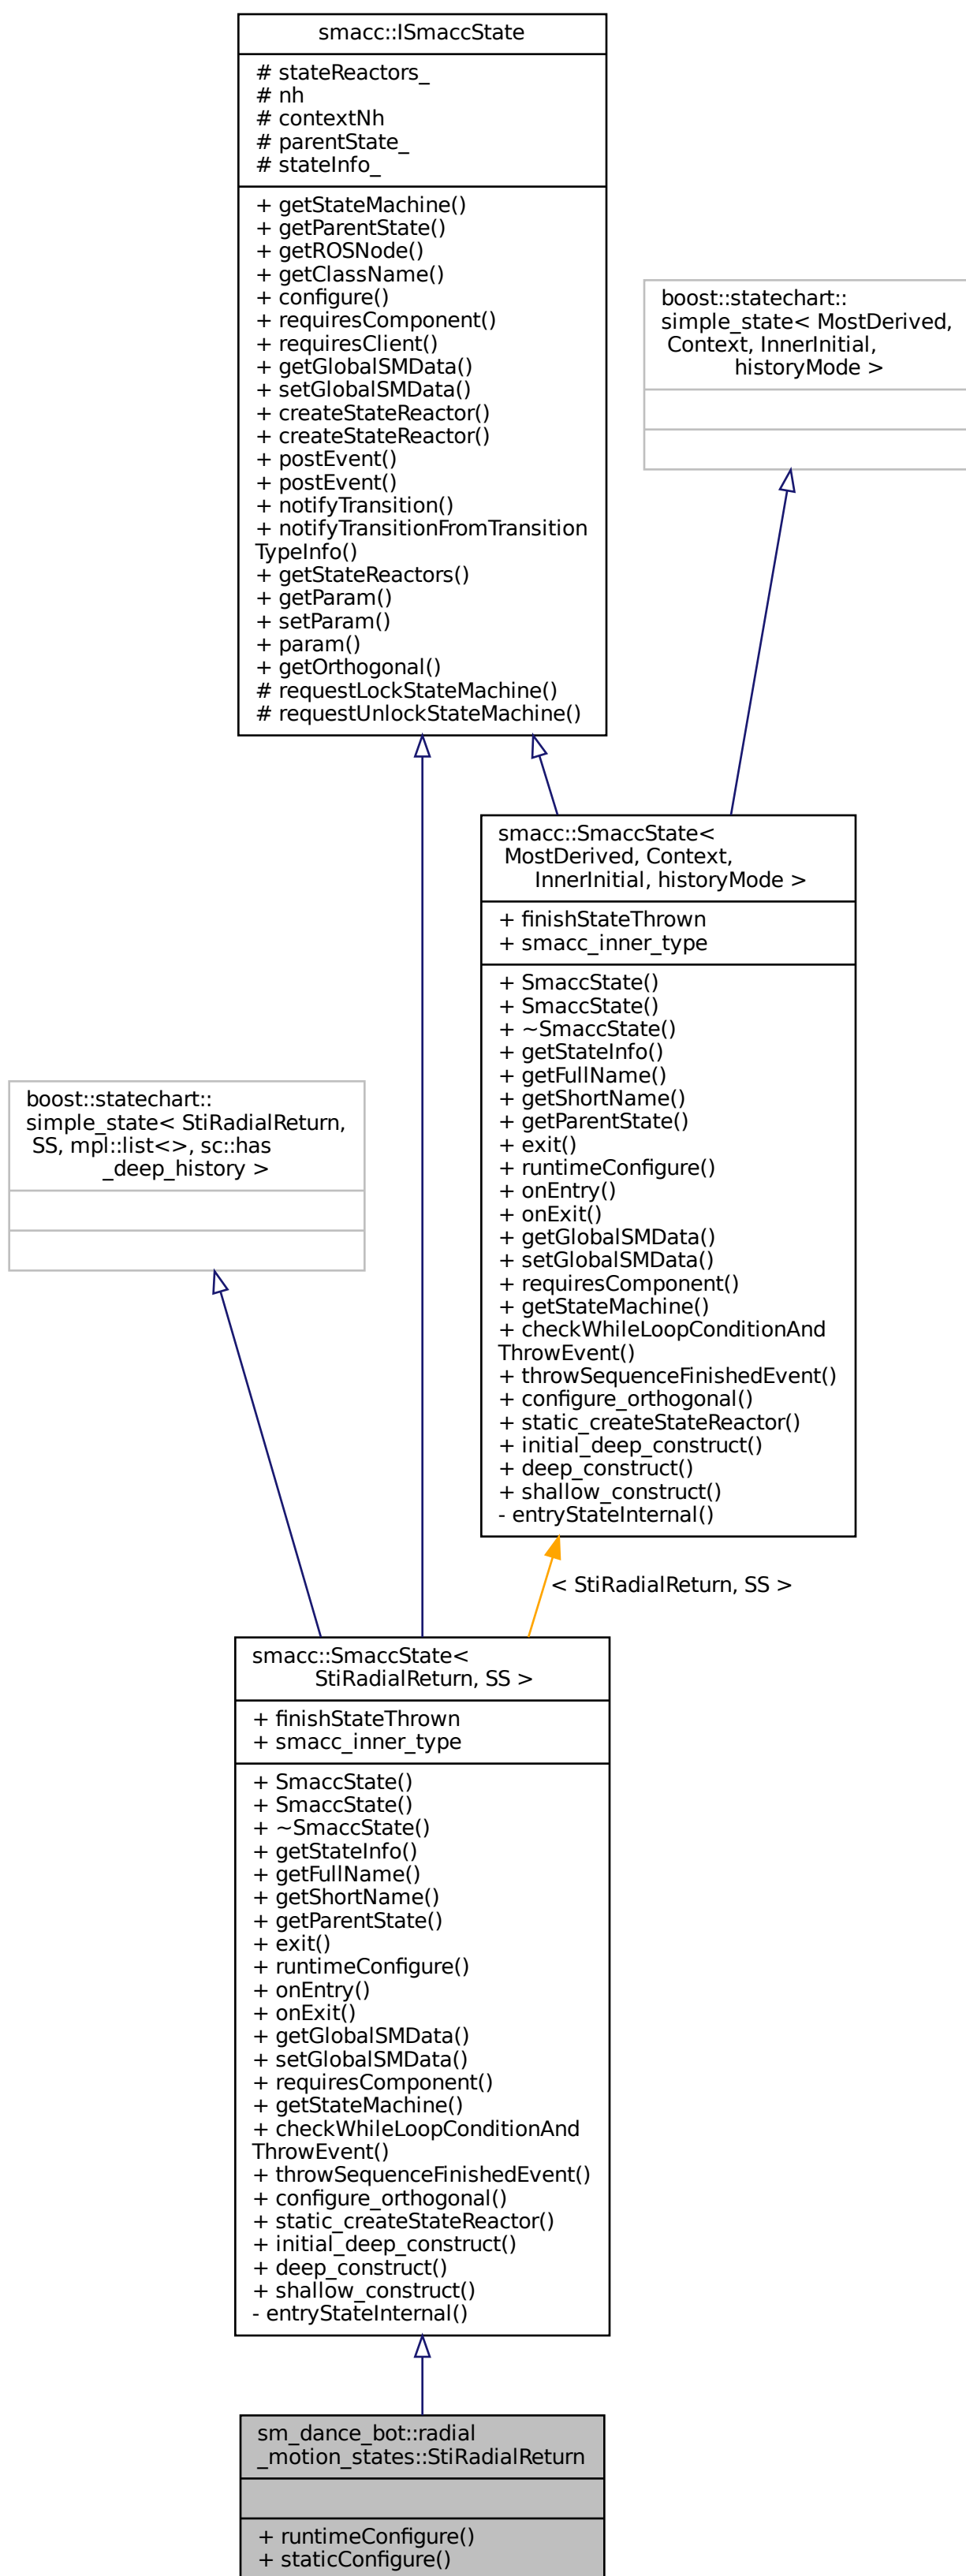 smacc::ISmaccState
# stateReactors_
# nh
# contextNh
# parentState_
# stateInfo_
+ getStateMachine()
+ getParentState()
+ getROSNode()
+ getClassName()
+ configure()
+ requiresComponent()
+ requiresClient()
+ getGlobalSMData()
+ setGlobalSMData()
+ createStateReactor()
+ createStateReactor()
+ postEvent()
+ postEvent()
+ notifyTransition()
+ notifyTransitionFromTransition
TypeInfo()
+ getStateReactors()
+ getParam()
+ setParam()
+ param()
+ getOrthogonal()
# requestLockStateMachine()
# requestUnlockStateMachine()
boost::statechart::
simple_state< MostDerived,
Context, InnerInitial,
historyMode >
smacc::SmaccState<
MostDerived, Context,
InnerInitial, historyMode >
+ finishStateThrown
+ smacc_inner_type
+ SmaccState()
+ SmaccState()
+ ~SmaccState()
+ getStateInfo()
+ getFullName()
+ getShortName()
+ getParentState()
+ exit()
+ runtimeConfigure()
+ onEntry()
+ onExit()
+ getGlobalSMData()
+ setGlobalSMData()
+ requiresComponent()
+ getStateMachine()
+ checkWhileLoopConditionAnd
ThrowEvent()
+ throwSequenceFinishedEvent()
+ configure_orthogonal()
+ static_createStateReactor()
+ initial_deep_construct()
+ deep_construct()
+ shallow_construct()
- entryStateInternal()
boost::statechart::
simple_state< StiRadialReturn,
SS, mpl::list<>, sc::has
_deep_history >
< StiRadialReturn, SS >
smacc::SmaccState<
StiRadialReturn, SS >
+ finishStateThrown
+ smacc_inner_type
+ SmaccState()
+ SmaccState()
+ ~SmaccState()
+ getStateInfo()
+ getFullName()
+ getShortName()
+ getParentState()
+ exit()
+ runtimeConfigure()
+ onEntry()
+ onExit()
+ getGlobalSMData()
+ setGlobalSMData()
+ requiresComponent()
+ getStateMachine()
+ checkWhileLoopConditionAnd
ThrowEvent()
+ throwSequenceFinishedEvent()
+ configure_orthogonal()
+ static_createStateReactor()
+ initial_deep_construct()
+ deep_construct()
+ shallow_construct()
- entryStateInternal()
sm_dance_bot::radial
_motion_states::StiRadialReturn
+ runtimeConfigure()
+ staticConfigure()